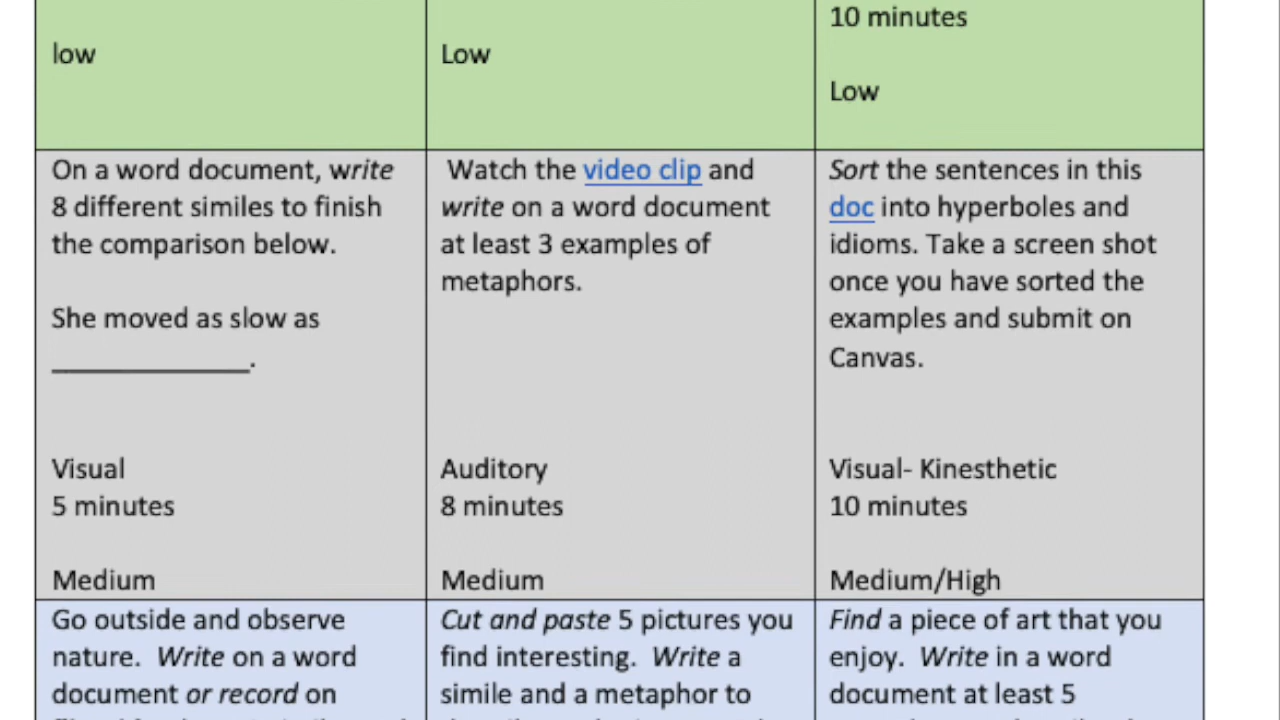 low
Low
10 minutes
Low
On a word document, write
8 different similes to finish
the comparison below.
She moved as slow as
______________.
Visual
5 minutes
Medium
Watch the video clip and
write on a word document
at least 3 examples of
metaphors.
Auditory
8 minutes
Medium
Sort the sentences in this
doc into hyperboles and
idioms. Take a screen shot
once you have sorted the
examples and submit on
Canvas.
Visual- Kinesthetic
10 minutes
Medium/High
Go outside and observe
nature. Write on a word
document or record on
Cut and paste 5 pictures you
find interesting. Write a
simile and a metaphor to
Find a piece of art that you
enjoy. Write in a word
document at least 5